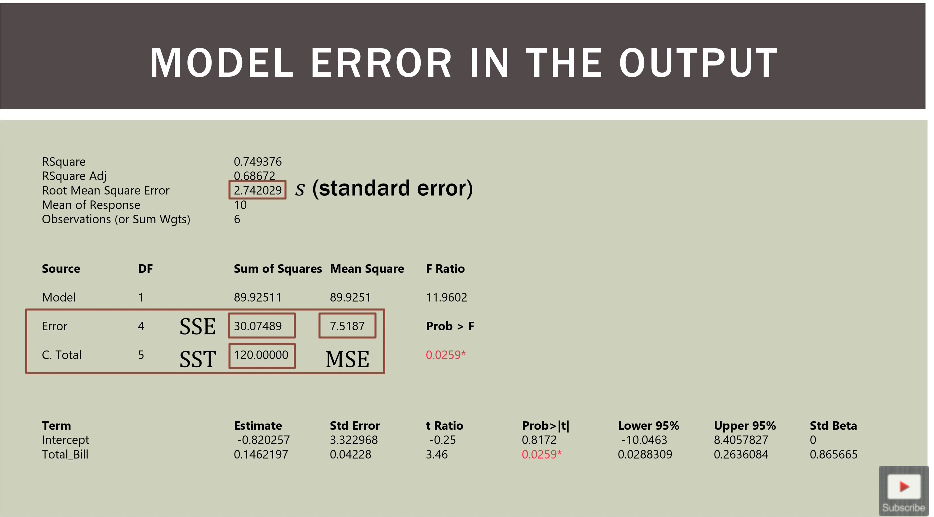 MODEL ERROR IN THE OUTPUT
RSquare 0.749376
RSquare Adj 0.68672
Root Mean Square Error 2.742029 s (standard error)
Mean of Response 10
Observations (or Sum Wgts) 6
Source DF Sum of Squares Mean Square F Ratio
Model 1 89.92511 89.9251 11.9602
Error 4 SSE 30.07489 7.5187 Prob > F
C. Total 5 SST 120.00000 MSE 0.0259*
Term Estimate Std Error t Ratio Prob>|t| Lower 95% Upper 95% Std Beta
Intercept -0.820257 3.322968 -0.25 0.8172 -10.0463 8.4057827 0
Total_Bill 0.1462197 0.04228 3.46 0.0259* 0.0288309 0.2636084 0.865665
Subscribe